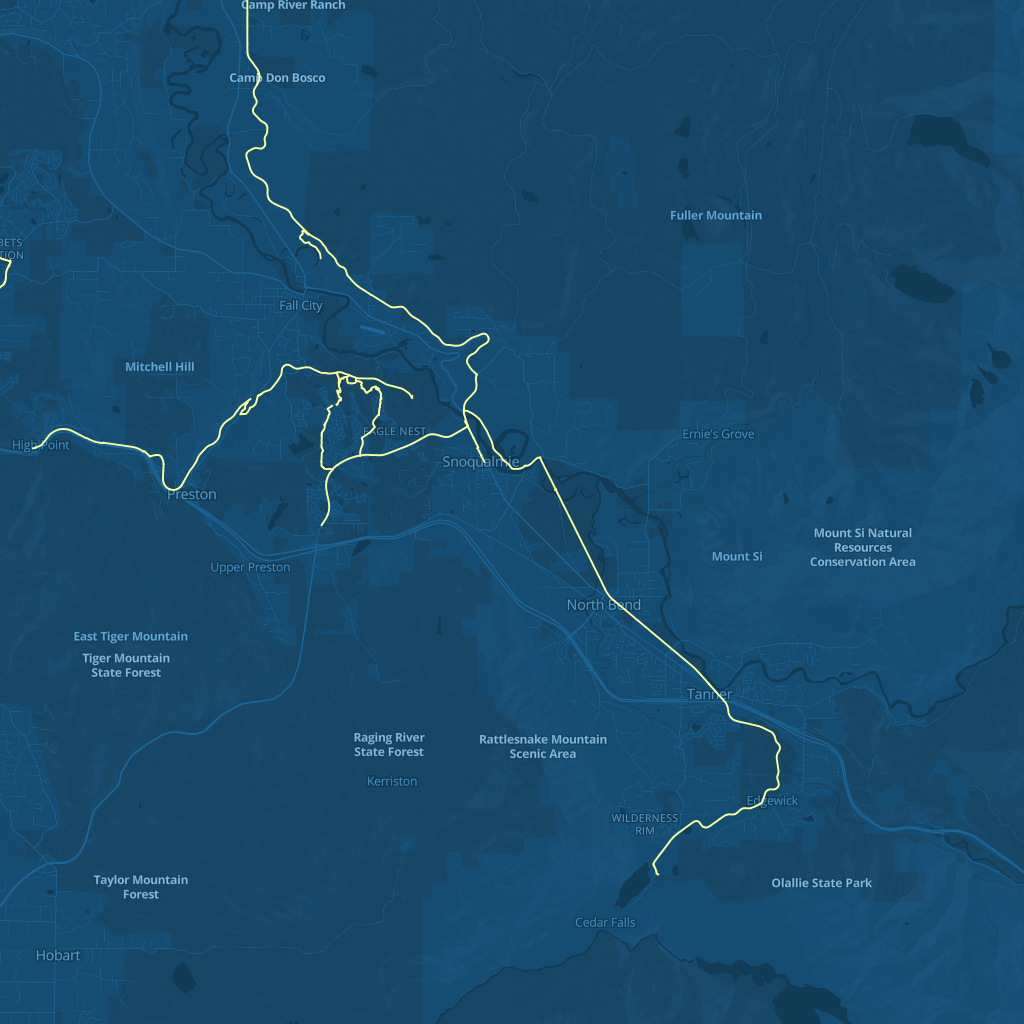 Camp River Ranch
Camp Don Bosco
Fuller Mountain
BETS
TION
Fall City
Mitchell Hill
EAGLE NEST
Ernie's Grove
High Point
Snoqualmie
Preston
Mount Si Natural
Resources
Conservation Area
Mount Si
Upper Preston
North Bend
East Tiger Mountain
Tiger Mountain
State Forest
Tanner
Raging River
State Forest
Rattlesnake Mountain
Scenic Area
Kerriston
Edgewick
WILDERNESS
RIM
Taylor Mountain
Forest
Olallie State Park
Cedar Falls
Hobart